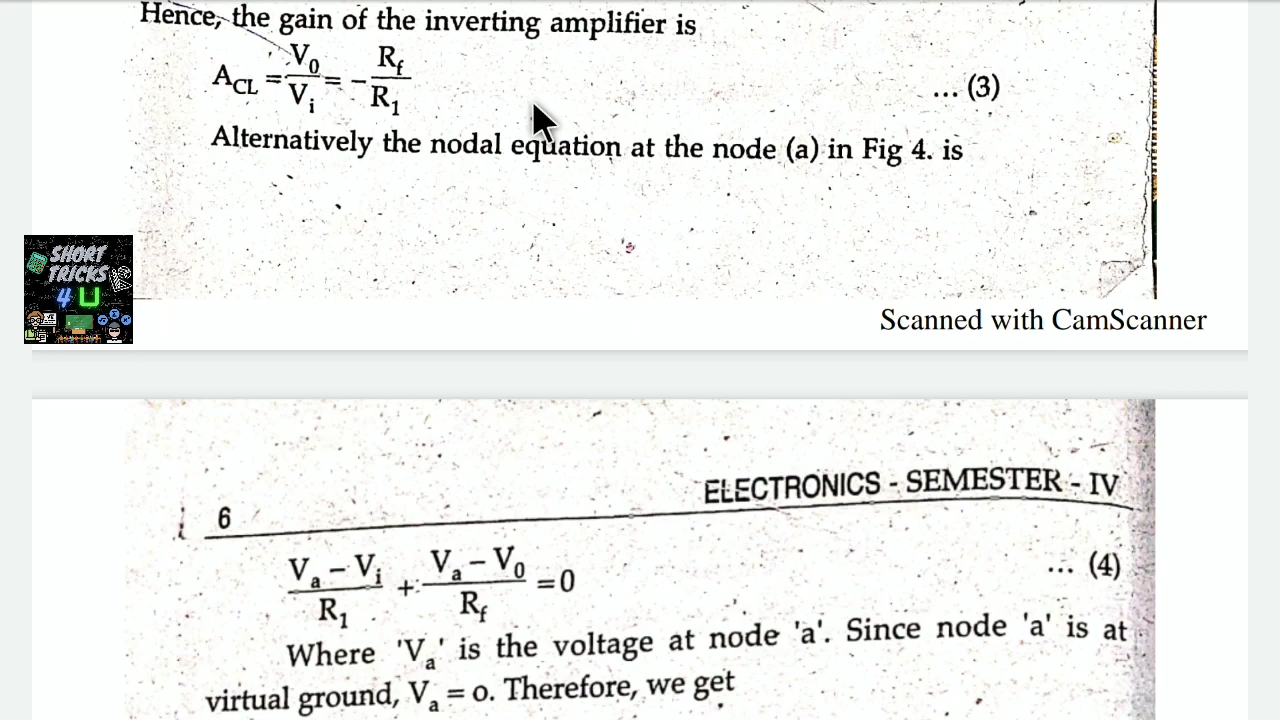 Hence, the gain of the inverting amplifier is
A_CL = V_0/V_i = - R_f/R_1 ... (3)
Alternatively the nodal equation at the node (a) in Fig 4. is
SHORT
TRICKS
4 U
Scanned with CamScanner
ELECTRONICS - SEMESTER - IV
6
(V_a - V_i)/R_1 + (V_a - V_0)/R_f = 0 ... (4)
Where 'V_a' is the voltage at node 'a'. Since node 'a' is at
virtual ground, V_a = o. Therefore, we get